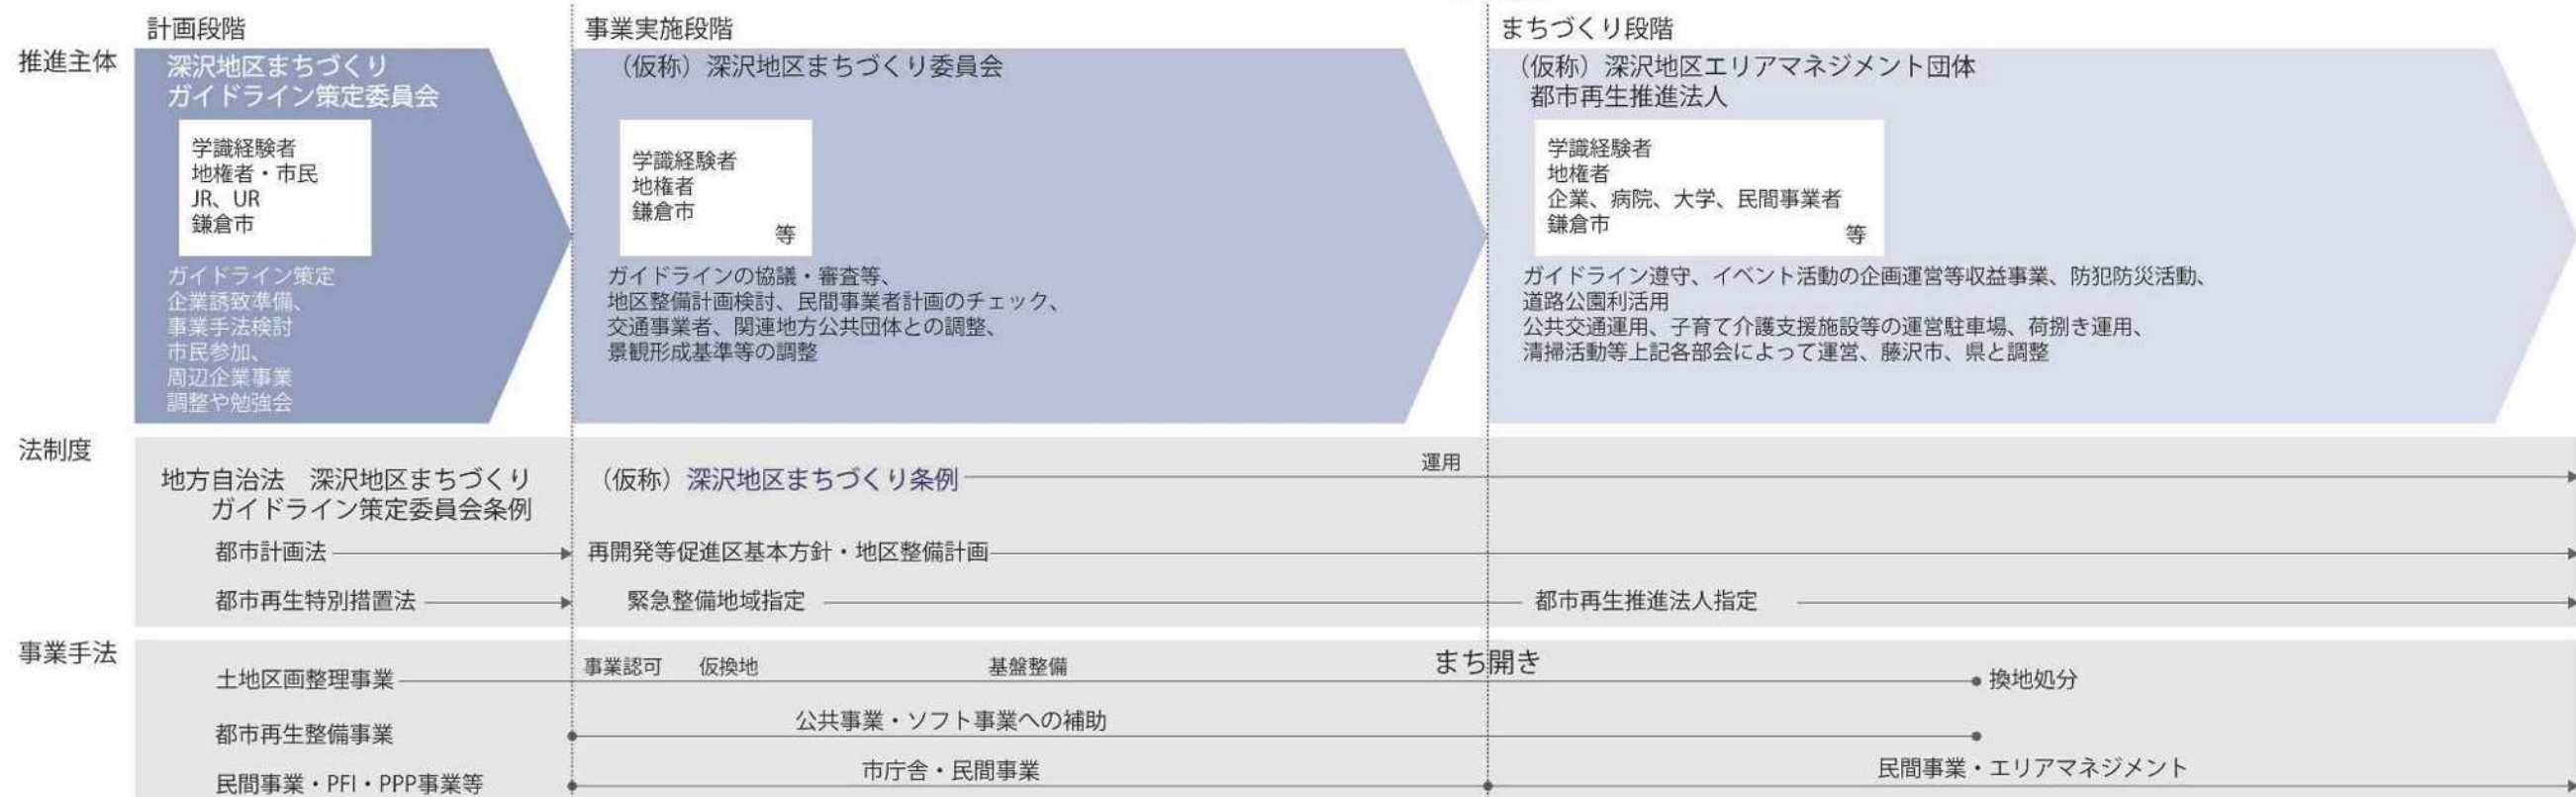 計画段階
事業実施段階
まちづくり段階
推進主体
深沢地区まちづくり
ガイドライン策定委員会
学識経験者
地権者・市民
JR、UR
鎌倉市
ガイドライン策定
企業誘致準備、
事業手法検討
市民参加、
周辺企業事業
調整や勉強会
（仮称）深沢地区まちづくり委員会
学識経験者
地権者
鎌倉市
等
ガイドラインの協議・審査等、
地区整備計画検討、民間事業者計画のチェック、
交通事業者、関連地方公共団体との調整、
景観形成基準等の調整
（仮称）深沢地区エリアマネジメント団体
都市再生推進法人
学識経験者
地権者
企業、病院、大学、民間事業者
鎌倉市
等
ガイドライン遵守、イベント活動の企画運営等収益事業、防犯防災活動、
道路公園利活用
公共交通運用、子育て介護支援施設等の運営駐車場、荷捌き運用、
清掃活動等上記各部会によって運営、藤沢市、県と調整
法制度
地方自治法　深沢地区まちづくり
ガイドライン策定委員会条例
（仮称）深沢地区まちづくり条例
運用
都市計画法
再開発等促進区基本方針・地区整備計画
都市再生特別措置法
緊急整備地域指定
都市再生推進法人指定
事業手法
土地区画整理事業
事業認可
仮換地
基盤整備
まち開き
換地処分
都市再生整備事業
公共事業・ソフト事業への補助
民間事業・PFI・PPP事業等
市庁舎・民間事業
民間事業・エリアマネジメント